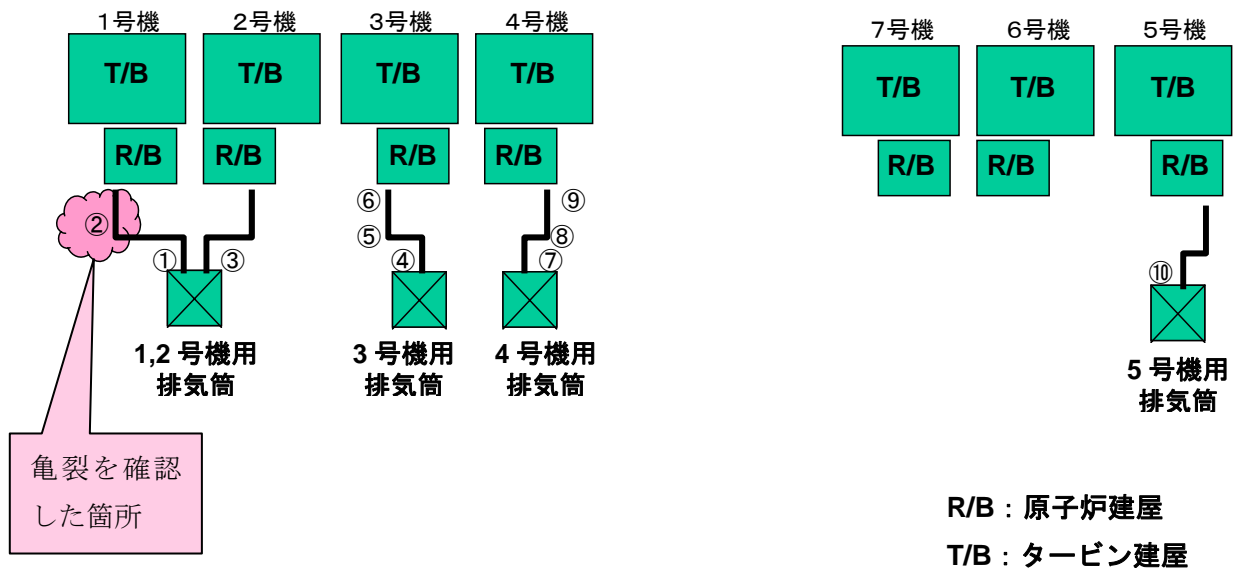 1号機
2号機
3号機
4号機
7号機
6号機
5号機
T/B
T/B
T/B
T/B
T/B
T/B
T/B
R/B
R/B
R/B
R/B
R/B
R/B
R/B
②
①
③
⑥
⑤
④
⑨
⑧
⑦
⑩
1,2 号機用
排気筒
3 号機用
排気筒
4 号機用
排気筒
5 号機用
排気筒
亀裂を確認
した箇所
R/B：原子炉建屋
T/B：タービン建屋